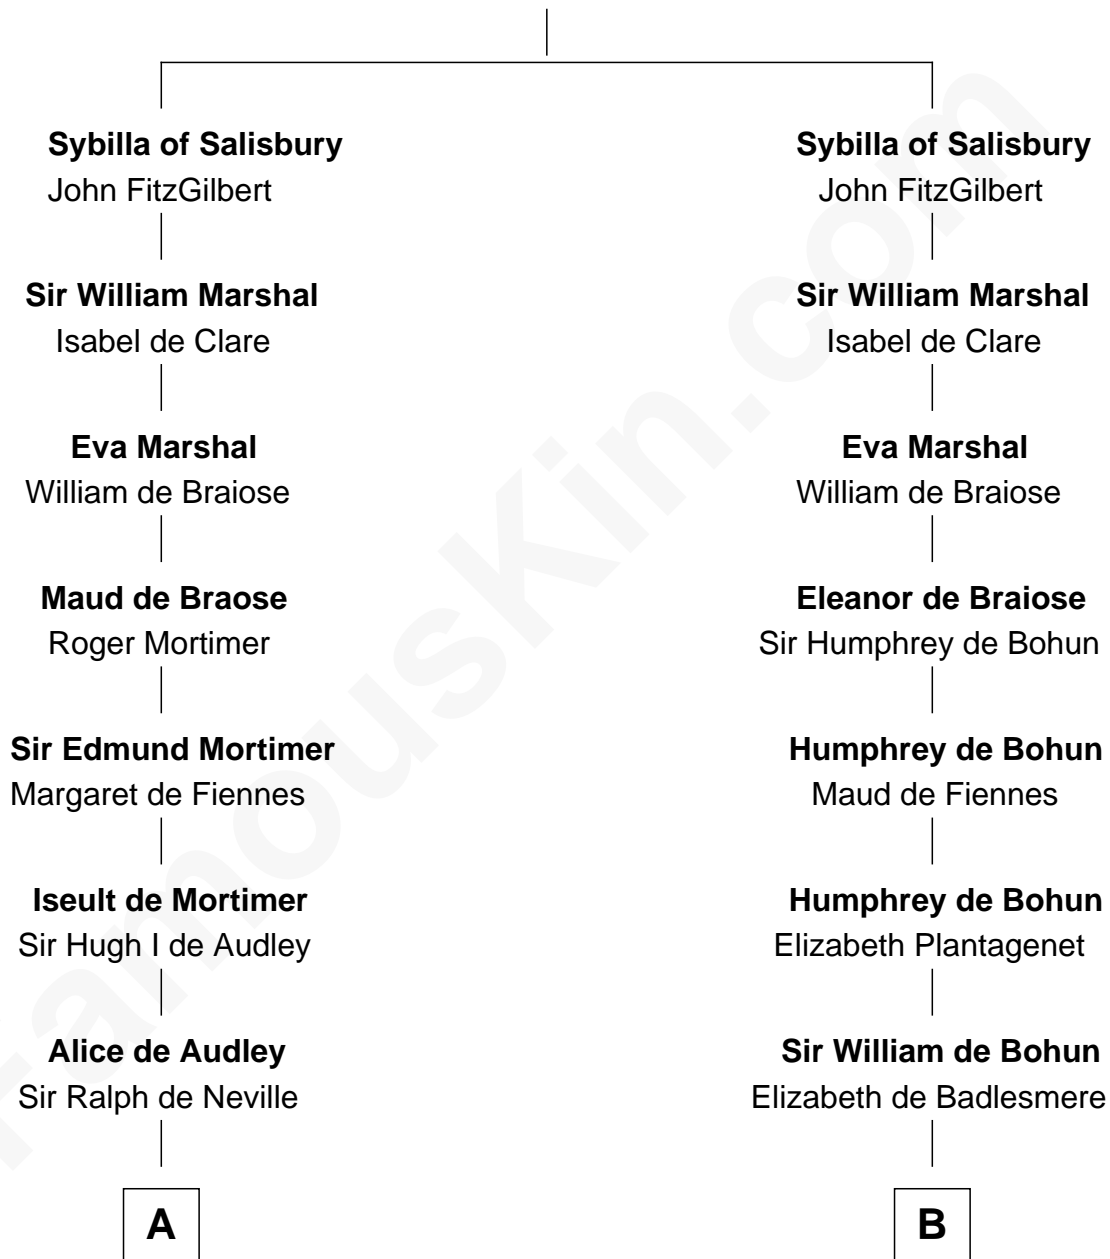 Sybilla of Salisbury
John FitzGilbert
Sir William Marshal
Isabel de Clare
Eva Marshal
William de Braiose
Maud de Braose
Roger Mortimer
Sir Edmund Mortimer
Margaret de Fiennes
Iseult de Mortimer
Sir Hugh I de Audley
Alice de Audley
Sir Ralph de Neville
A
Sybilla of Salisbury
John FitzGilbert
Sir William Marshal
Isabel de Clare
Eva Marshal
William de Braiose
Eleanor de Braiose
Sir Humphrey de Bohun
Humphrey de Bohun
Maud de Fiennes
Humphrey de Bohun
Elizabeth Plantagenet
Sir William de Bohun
Elizabeth de Badlesmere
B
FamousKin.com